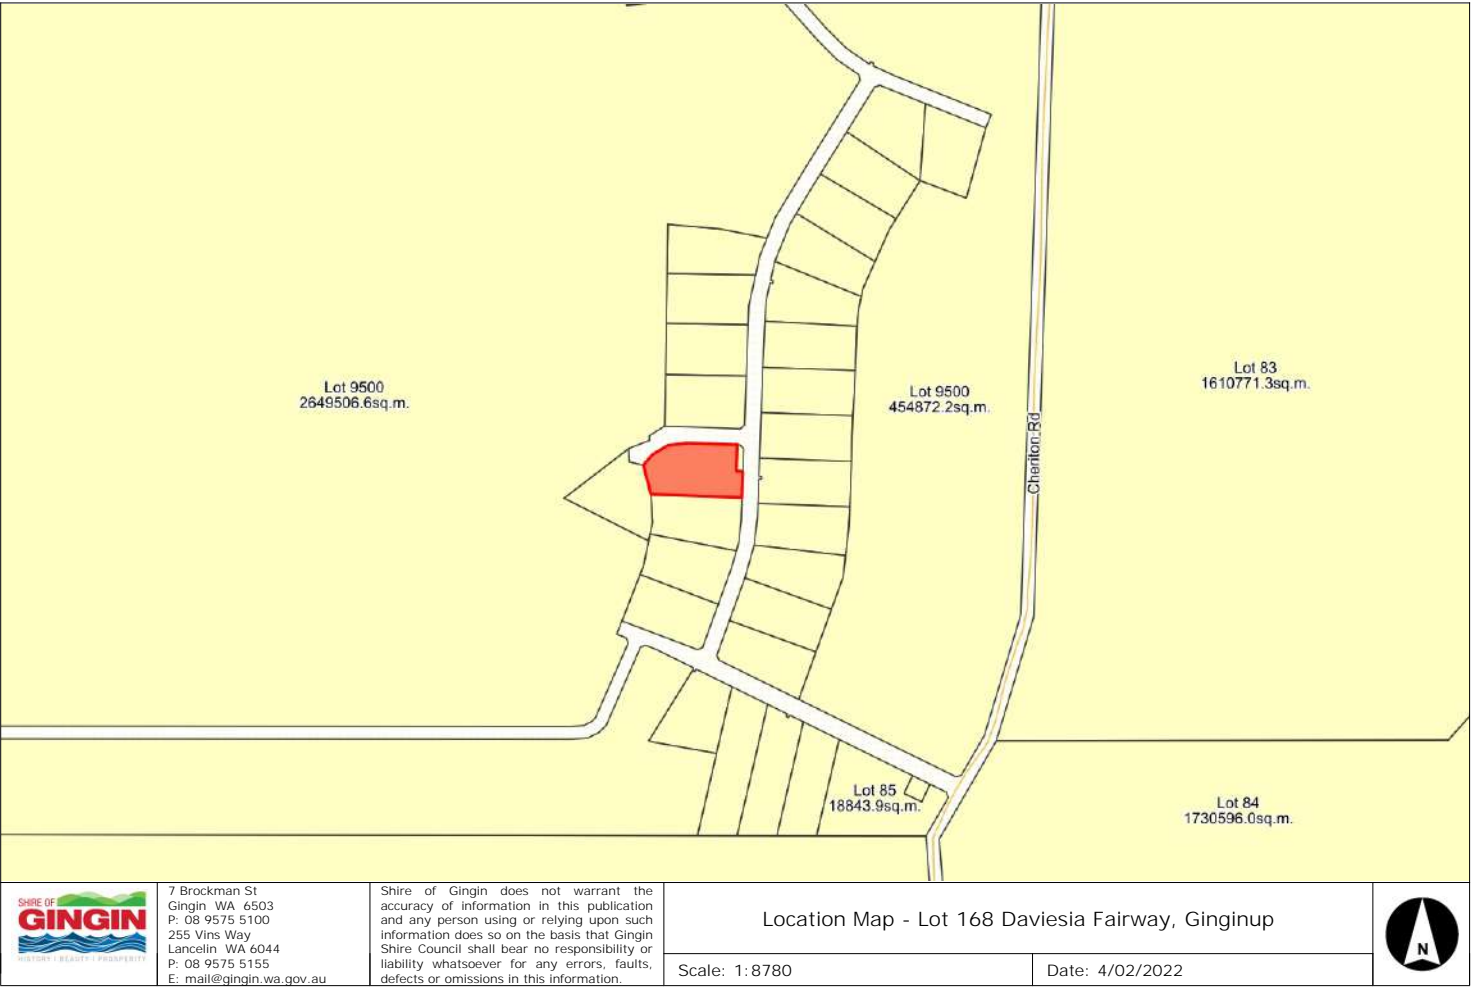 Lot 9500
2649506.6sq.m.
Lot 9500
454872.2sq.m.
Lot 83
1610771.3sq.m.
Cheriton Rd
Lot 85
18843.9sq.m.
Lot 84
1730596.0sq.m.
SHIRE OF
GINGIN
HISTORY | BEAUTY | PROSPERITY
7 Brockman St
Gingin WA 6503
P: 08 9575 5100
255 Vins Way
Lancelin WA 6044
P: 08 9575 5155
E: mail@gingin.wa.gov.au
Shire of Gingin does not warrant the
accuracy of information in this publication
and any person using or relying upon such
information does so on the basis that Gingin
Shire Council shall bear no responsibility or
liability whatsoever for any errors, faults,
defects or omissions in this information.
Location Map - Lot 168 Daviesia Fairway, Ginginup
Scale: 1:8780
Date: 4/02/2022
N